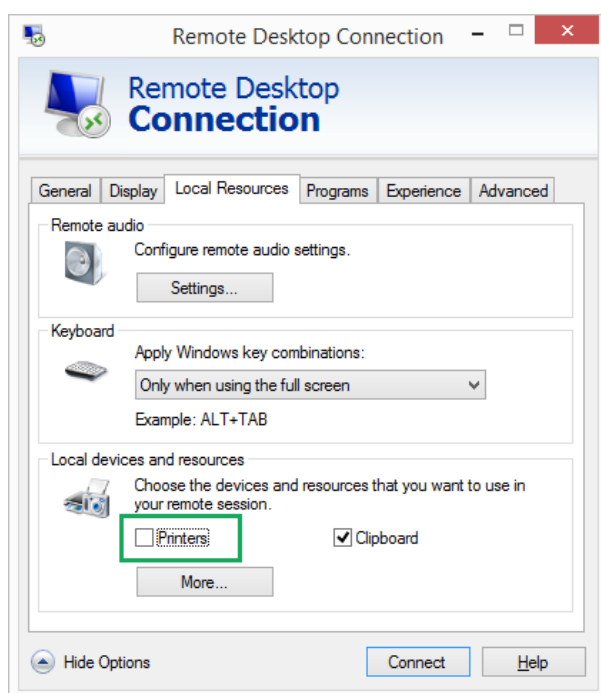 Remote Desktop Connection
Remote Desktop
Connection
General Display Local Resources Programs Experience Advanced
Remote audio
Configure remote audio settings.
Settings...
Keyboard
Apply Windows key combinations:
Only when using the full screen
Example: ALT+TAB
Local devices and resources
Choose the devices and resources that you want to use in
your remote session.
Printers Clipboard
More...
Hide Options Connect Help